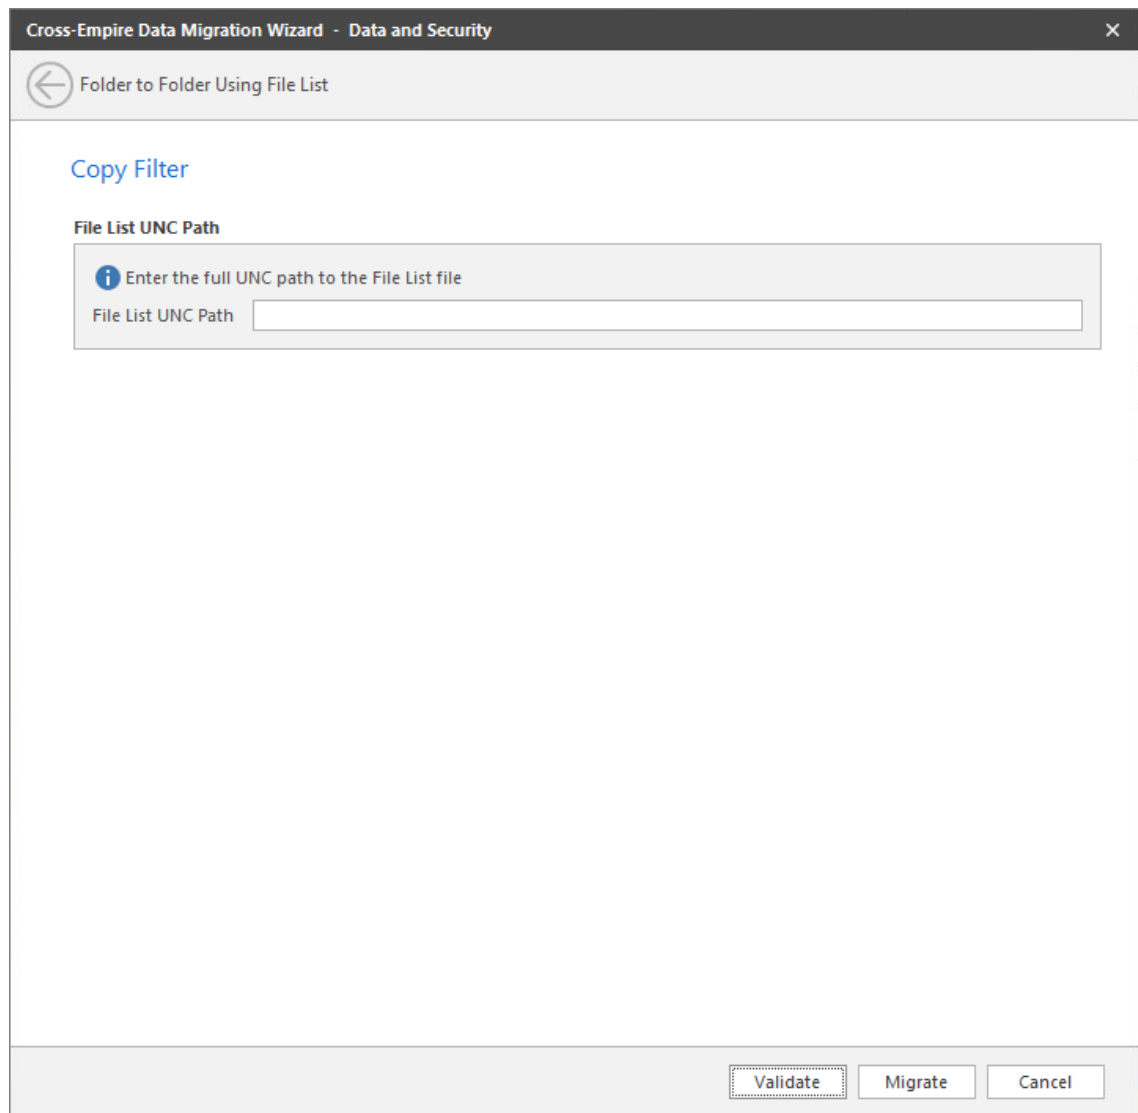 Cross-Empire Data Migration Wizard - Data and Security
Folder to Folder Using File List
Copy Filter
File List UNC Path
Enter the full UNC path to the File List file
File List UNC Path
Validate Migrate Cancel